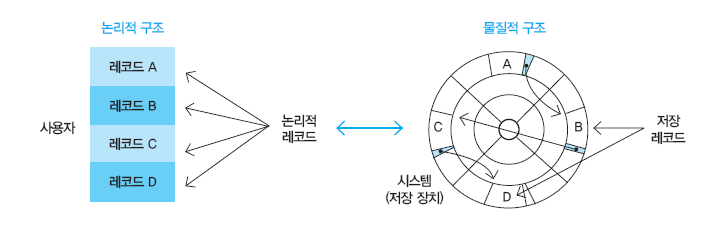 논리적 구조
물질적 구조
사용자
레코드 A
레코드 B
레코드 C
레코드 D
논리적
레코드
A
B
C
D
저장
레코드
시스템
(저장 장치)